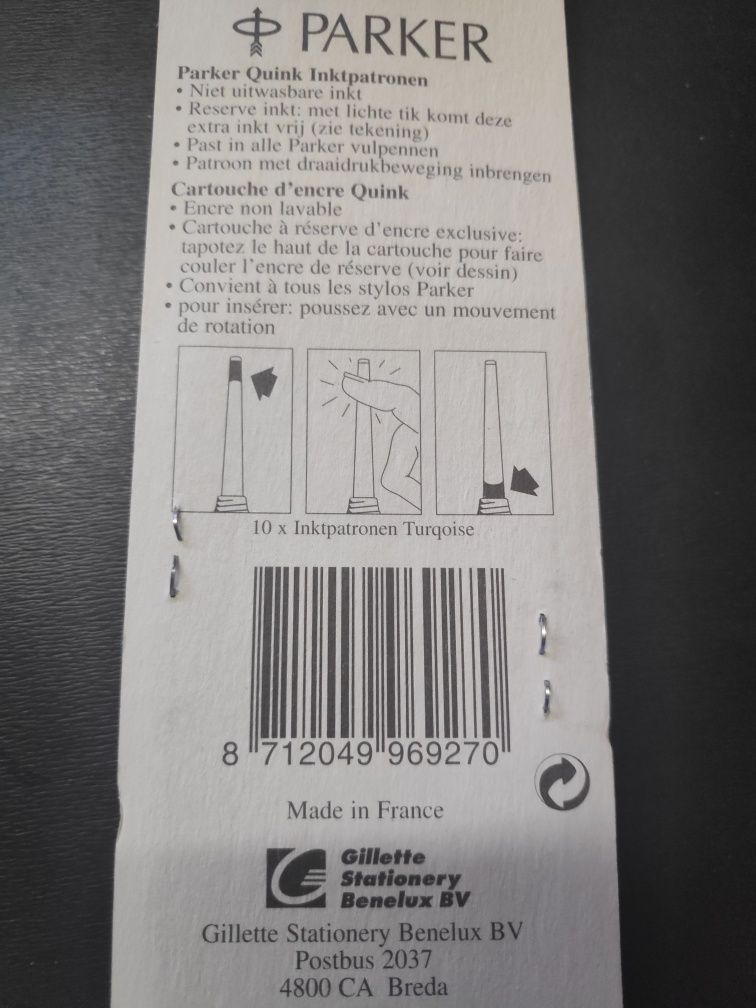 PARKER
Parker Quink Inktpatronen
• Niet uitwasbare inkt
• Reserve inkt: met lichte tik komt deze
extra inkt vrij (zie tekening)
• Past in alle Parker vulpennen
• Patroon met draaidrukbeweging inbrengen
Cartouche d'encre Quink
• Encre non lavable
• Cartouche à réserve d'encre exclusive:
tapotez le haut de la cartouche pour faire
couler l'encre de réserve (voir dessin)
• Convient à tous les stylos Parker
• pour insérer: poussez avec un mouvement
de rotation
10 x Inktpatronen Turqoise
8 712049 969270
Made in France
Gillette
Stationery
Benelux BV
Gillette Stationery Benelux BV
Postbus 2037
4800 CA Breda